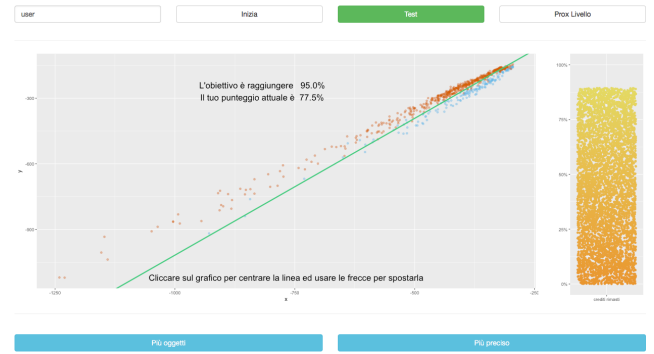 user
Inizia
Test
Prox Livello
L'obiettivo è raggiungere 95.0%
Il tuo punteggio attuale è 77.5%
Cliccare sul grafico per centrare la linea ed usare le frecce per spostarla
y
-1250
-1000
-750
-500
-250
x
100%
75%
50%
25%
0%
crediti rimasti
Più oggetti
Più preciso